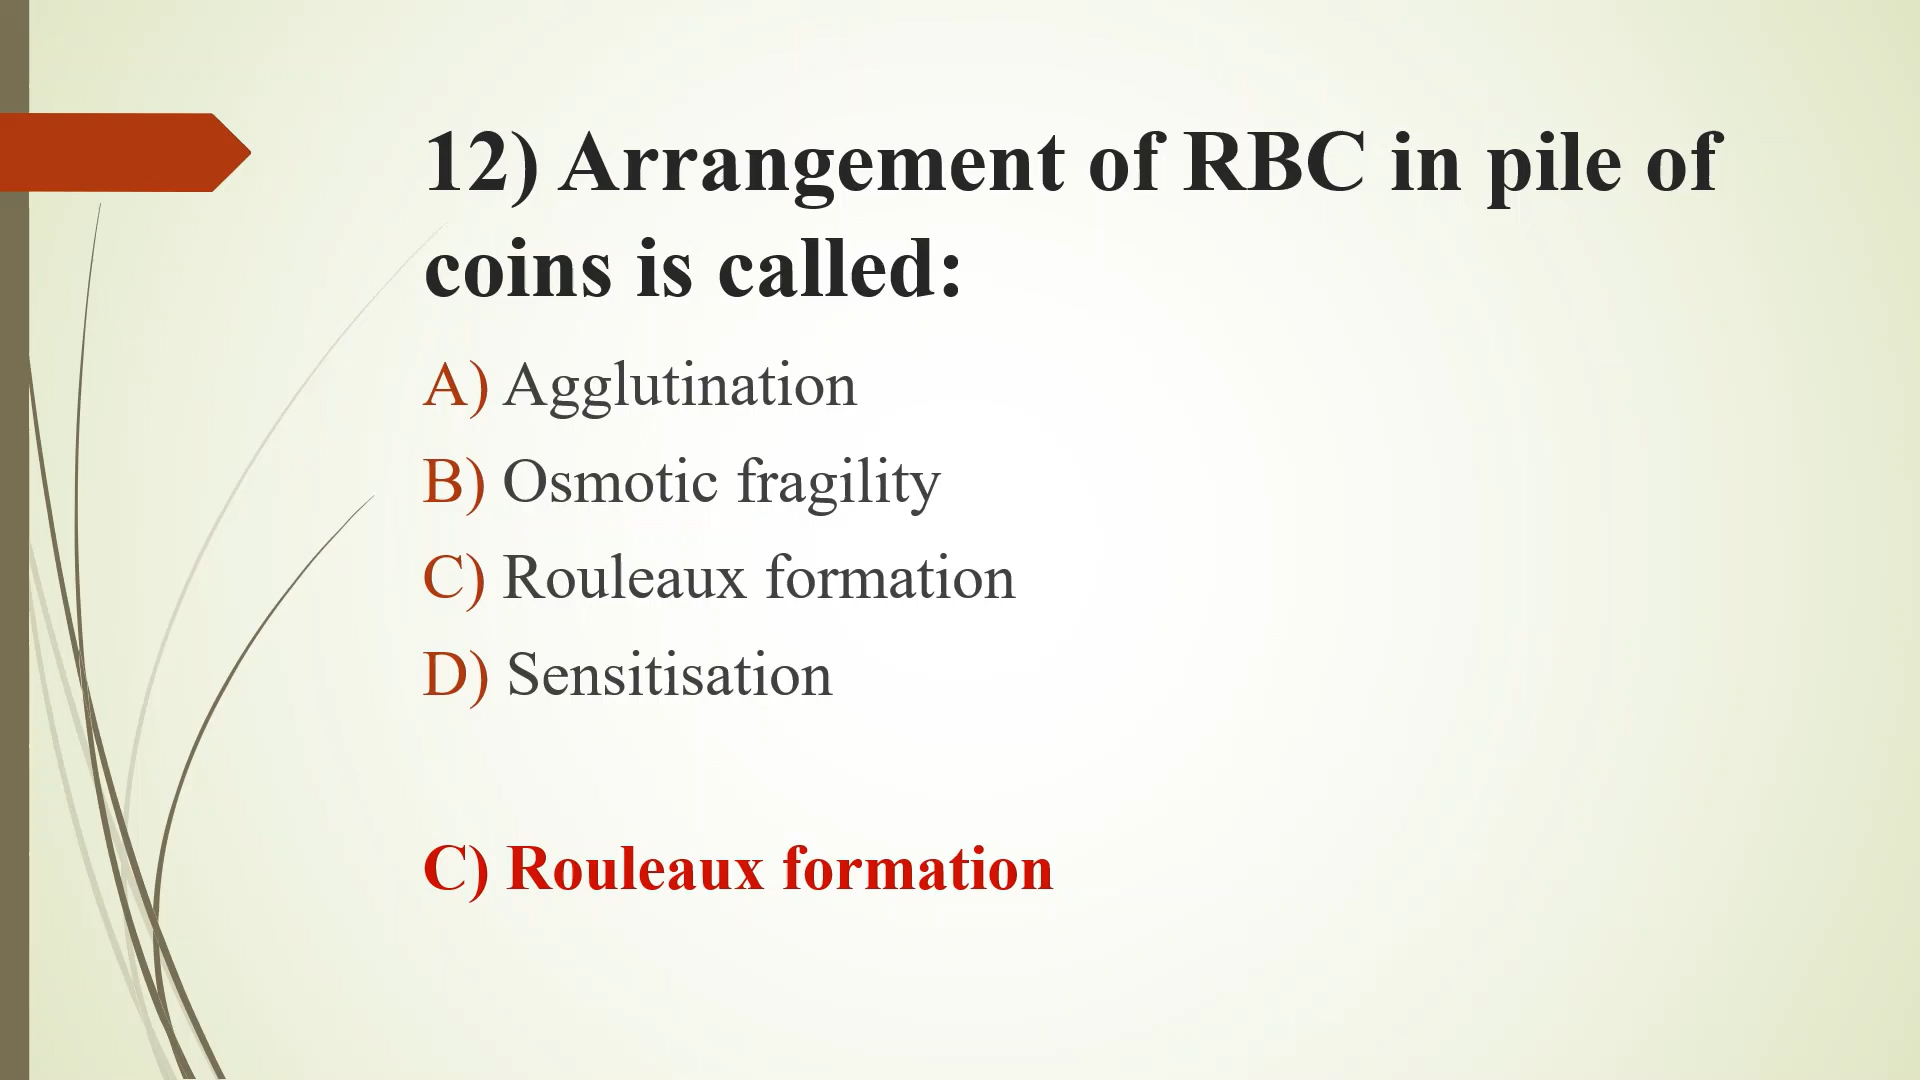 12) Arrangement of RBC in pile of
coins is called:
A) Agglutination
B) Osmotic fragility
C) Rouleaux formation
D) Sensitisation
C) Rouleaux formation